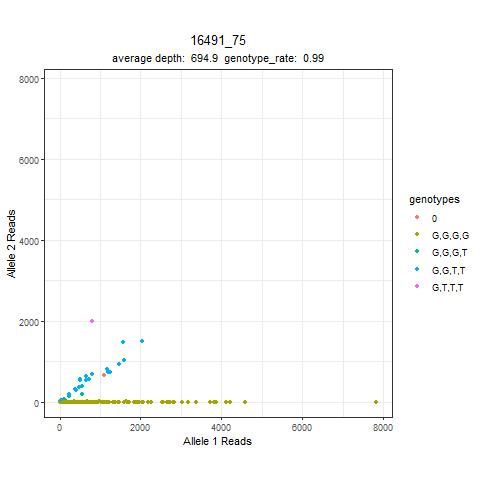 16491_75
average depth: 694.9 genotype_rate: 0.99
8000
6000
4000
2000
0
Allele 2 Reads
0
2000
4000
6000
8000
Allele 1 Reads
genotypes
0
G,G,G,G
G,G,G,T
G,G,T,T
G,T,T,T